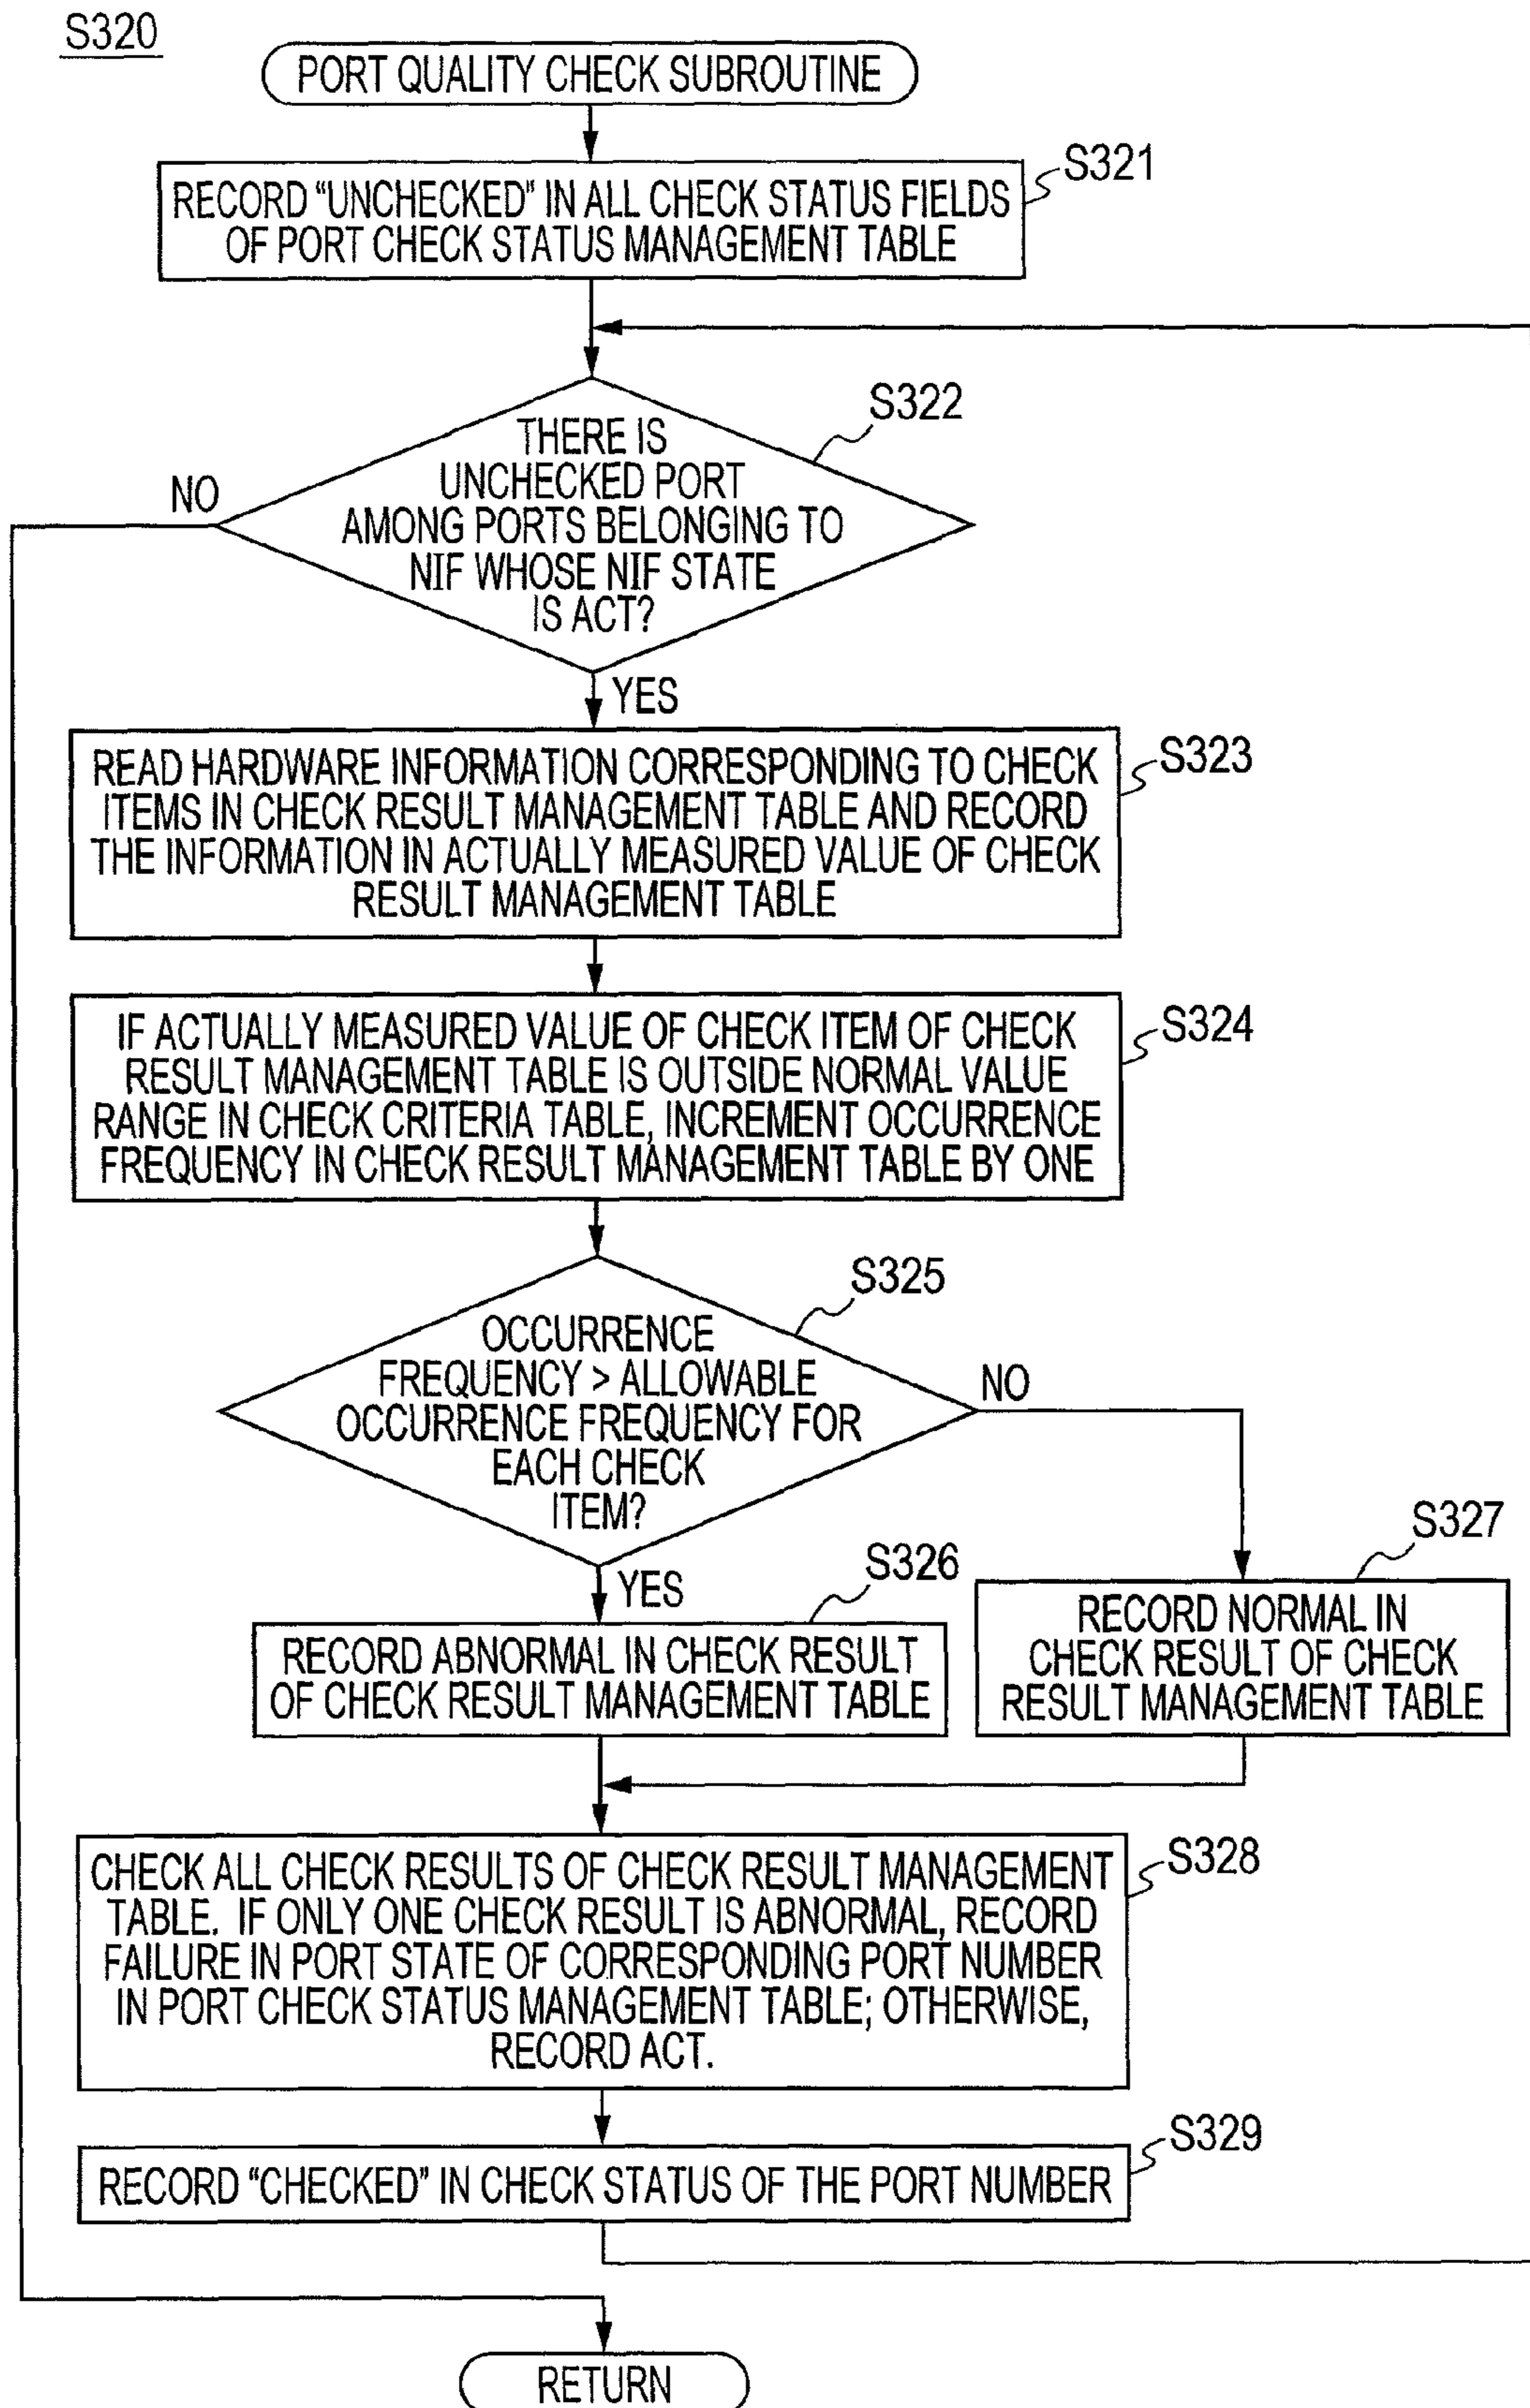 S320
PORT QUALITY CHECK SUBROUTINE
S321
RECORD “UNCHECKED” IN ALL CHECK STATUS FIELDS
OF PORT CHECK STATUS MANAGEMENT TABLE
S322
THERE IS
UNCHECKED PORT
AMONG PORTS BELONGING TO
NIF WHOSE NIF STATE
IS ACT?
NO
YES
S323
READ HARDWARE INFORMATION CORRESPONDING TO CHECK
ITEMS IN CHECK RESULT MANAGEMENT TABLE AND RECORD
THE INFORMATION IN ACTUALLY MEASURED VALUE OF CHECK
RESULT MANAGEMENT TABLE
S324
IF ACTUALLY MEASURED VALUE OF CHECK ITEM OF CHECK
RESULT MANAGEMENT TABLE IS OUTSIDE NORMAL VALUE
RANGE IN CHECK CRITERIA TABLE, INCREMENT OCCURRENCE
FREQUENCY IN CHECK RESULT MANAGEMENT TABLE BY ONE
S325
OCCURRENCE
FREQUENCY > ALLOWABLE
OCCURRENCE FREQUENCY FOR
EACH CHECK
ITEM?
NO
YES
S326
RECORD ABNORMAL IN CHECK RESULT
OF CHECK RESULT MANAGEMENT TABLE
S327
RECORD NORMAL IN
CHECK RESULT OF CHECK
RESULT MANAGEMENT TABLE
S328
CHECK ALL CHECK RESULTS OF CHECK RESULT MANAGEMENT
TABLE. IF ONLY ONE CHECK RESULT IS ABNORMAL, RECORD
FAILURE IN PORT STATE OF CORRESPONDING PORT NUMBER
IN PORT CHECK STATUS MANAGEMENT TABLE; OTHERWISE,
RECORD ACT.
S329
RECORD “CHECKED” IN CHECK STATUS OF THE PORT NUMBER
RETURN